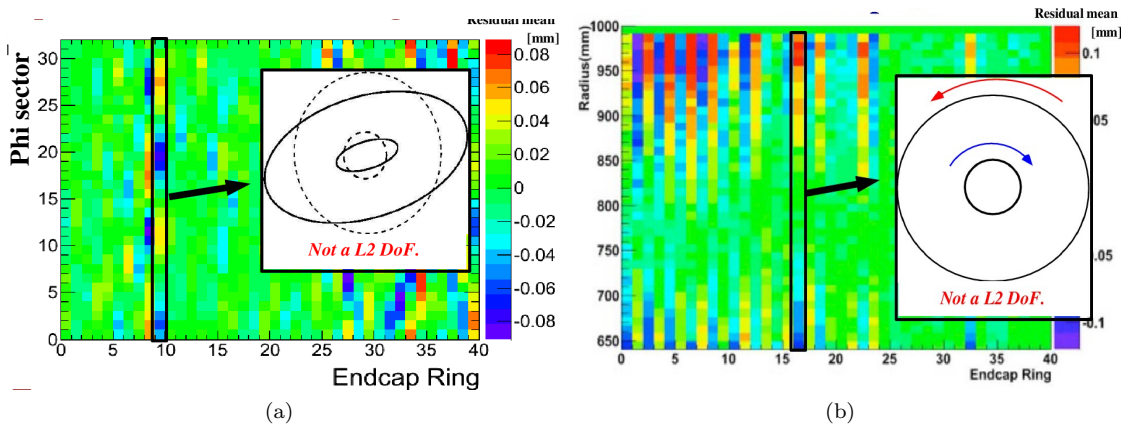 Residual mean
[mm]
Phi sector
30
25
20
15
10
5
0
0 5 10 15 20 25 30 35 40
Endcap Ring
0.08
0.06
0.04
0.02
0
-0.02
-0.04
-0.06
-0.08
Not a L2 DoF.
(a)
Residual mean
[mm]
Radius(mm)
1000
950
900
850
800
750
700
650
0 5 10 15 20 25 30 35 40
Endcap Ring
0.1
.05
.05
-0.1
Not a L2 DoF.
(b)